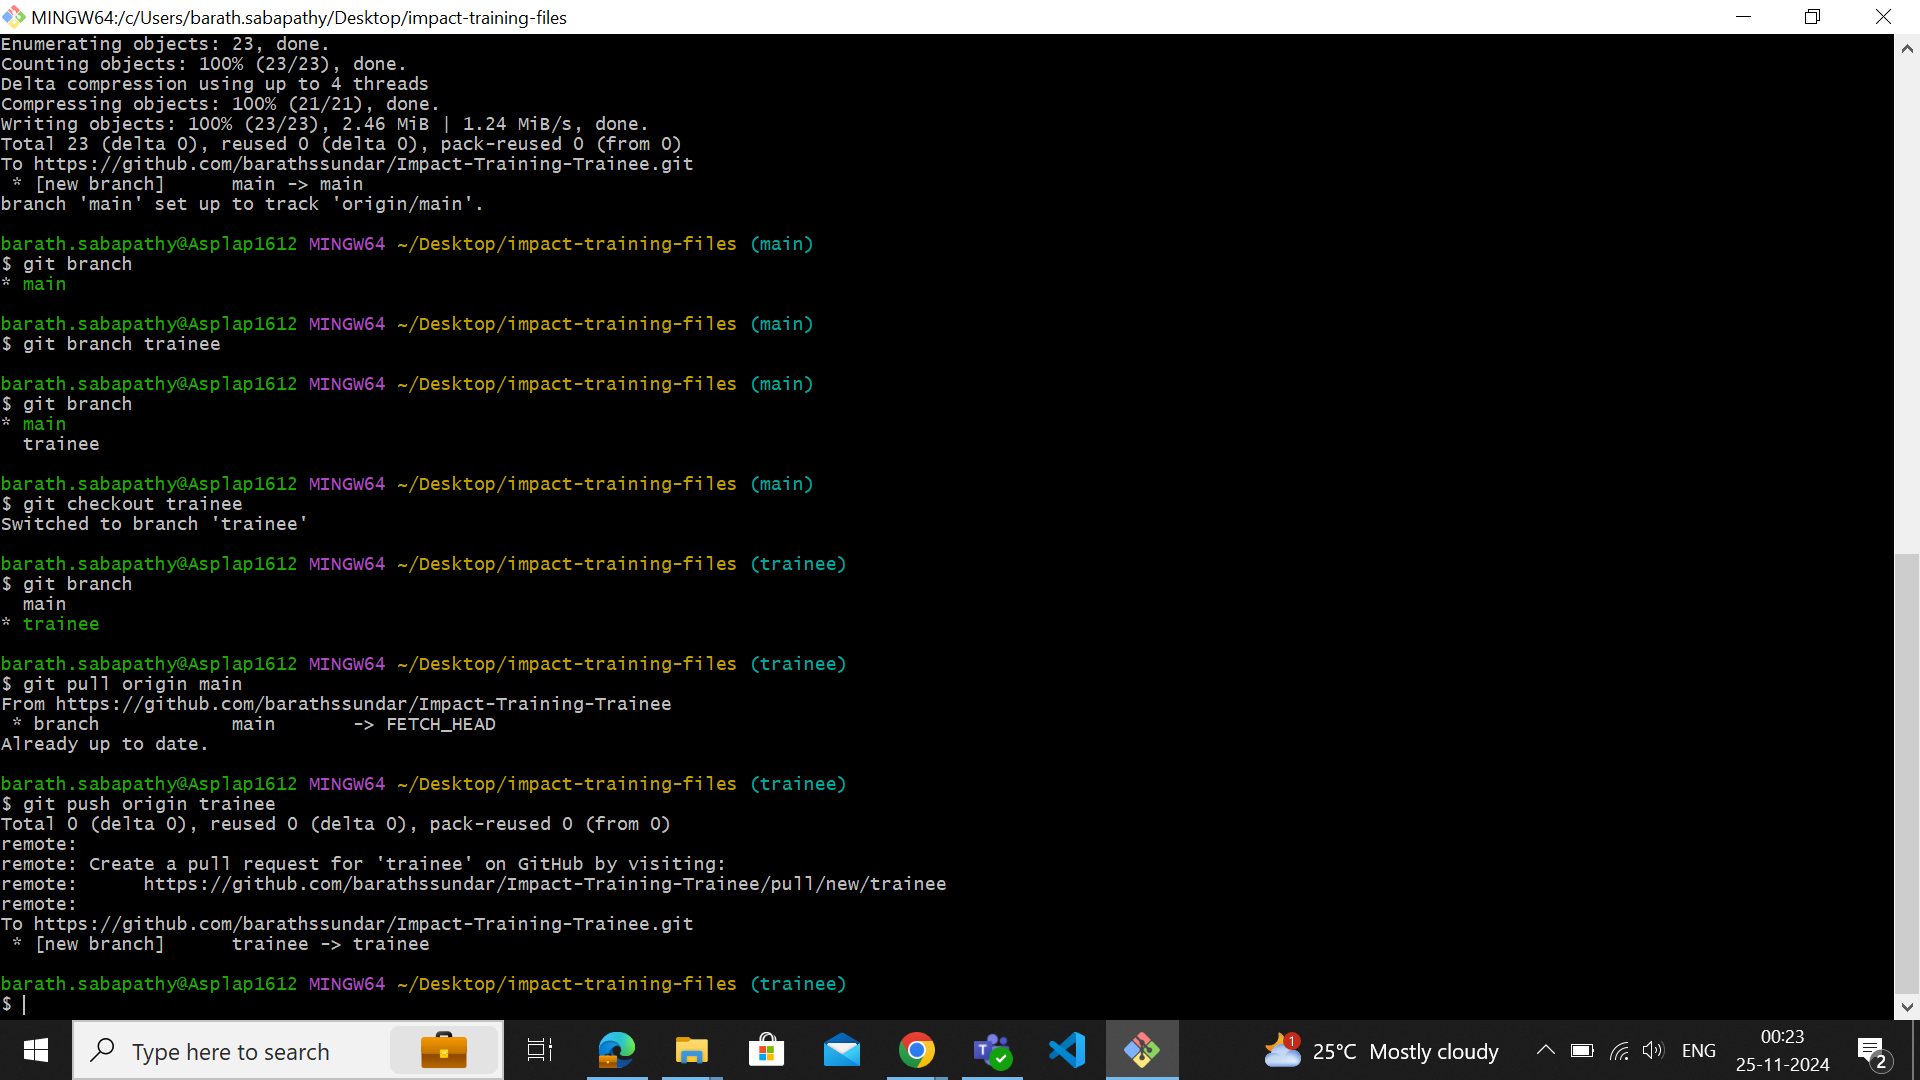 MINGW64:/c/Users/barath.sabapathy/Desktop/impact-training-files
Enumerating objects: 23, done.
Counting objects: 100% (23/23), done.
Delta compression using up to 4 threads
Compressing objects: 100% (21/21), done.
Writing objects: 100% (23/23), 2.46 MiB | 1.24 MiB/s, done.
Total 23 (delta 0), reused 0 (delta 0), pack-reused 0 (from 0)
To https://github.com/barathssundar/Impact-Training-Trainee.git
 * [new branch]      main -> main
branch 'main' set up to track 'origin/main'.

barath.sabapathy@Asplap1612 MINGW64 ~/Desktop/impact-training-files (main)
$ git branch
* main

barath.sabapathy@Asplap1612 MINGW64 ~/Desktop/impact-training-files (main)
$ git branch trainee

barath.sabapathy@Asplap1612 MINGW64 ~/Desktop/impact-training-files (main)
$ git branch
* main
  trainee

barath.sabapathy@Asplap1612 MINGW64 ~/Desktop/impact-training-files (main)
$ git checkout trainee
Switched to branch 'trainee'

barath.sabapathy@Asplap1612 MINGW64 ~/Desktop/impact-training-files (trainee)
$ git branch
  main
* trainee

barath.sabapathy@Asplap1612 MINGW64 ~/Desktop/impact-training-files (trainee)
$ git pull origin main
From https://github.com/barathssundar/Impact-Training-Trainee
 * branch            main       -> FETCH_HEAD
Already up to date.

barath.sabapathy@Asplap1612 MINGW64 ~/Desktop/impact-training-files (trainee)
$ git push origin trainee
Total 0 (delta 0), reused 0 (delta 0), pack-reused 0 (from 0)
remote:
remote: Create a pull request for 'trainee' on GitHub by visiting:
remote:      https://github.com/barathssundar/Impact-Training-Trainee/pull/new/trainee
remote:
To https://github.com/barathssundar/Impact-Training-Trainee.git
 * [new branch]      trainee -> trainee

barath.sabapathy@Asplap1612 MINGW64 ~/Desktop/impact-training-files (trainee)
$
Type here to search
1
25°C Mostly cloudy
ENG
00:23
25-11-2024
2